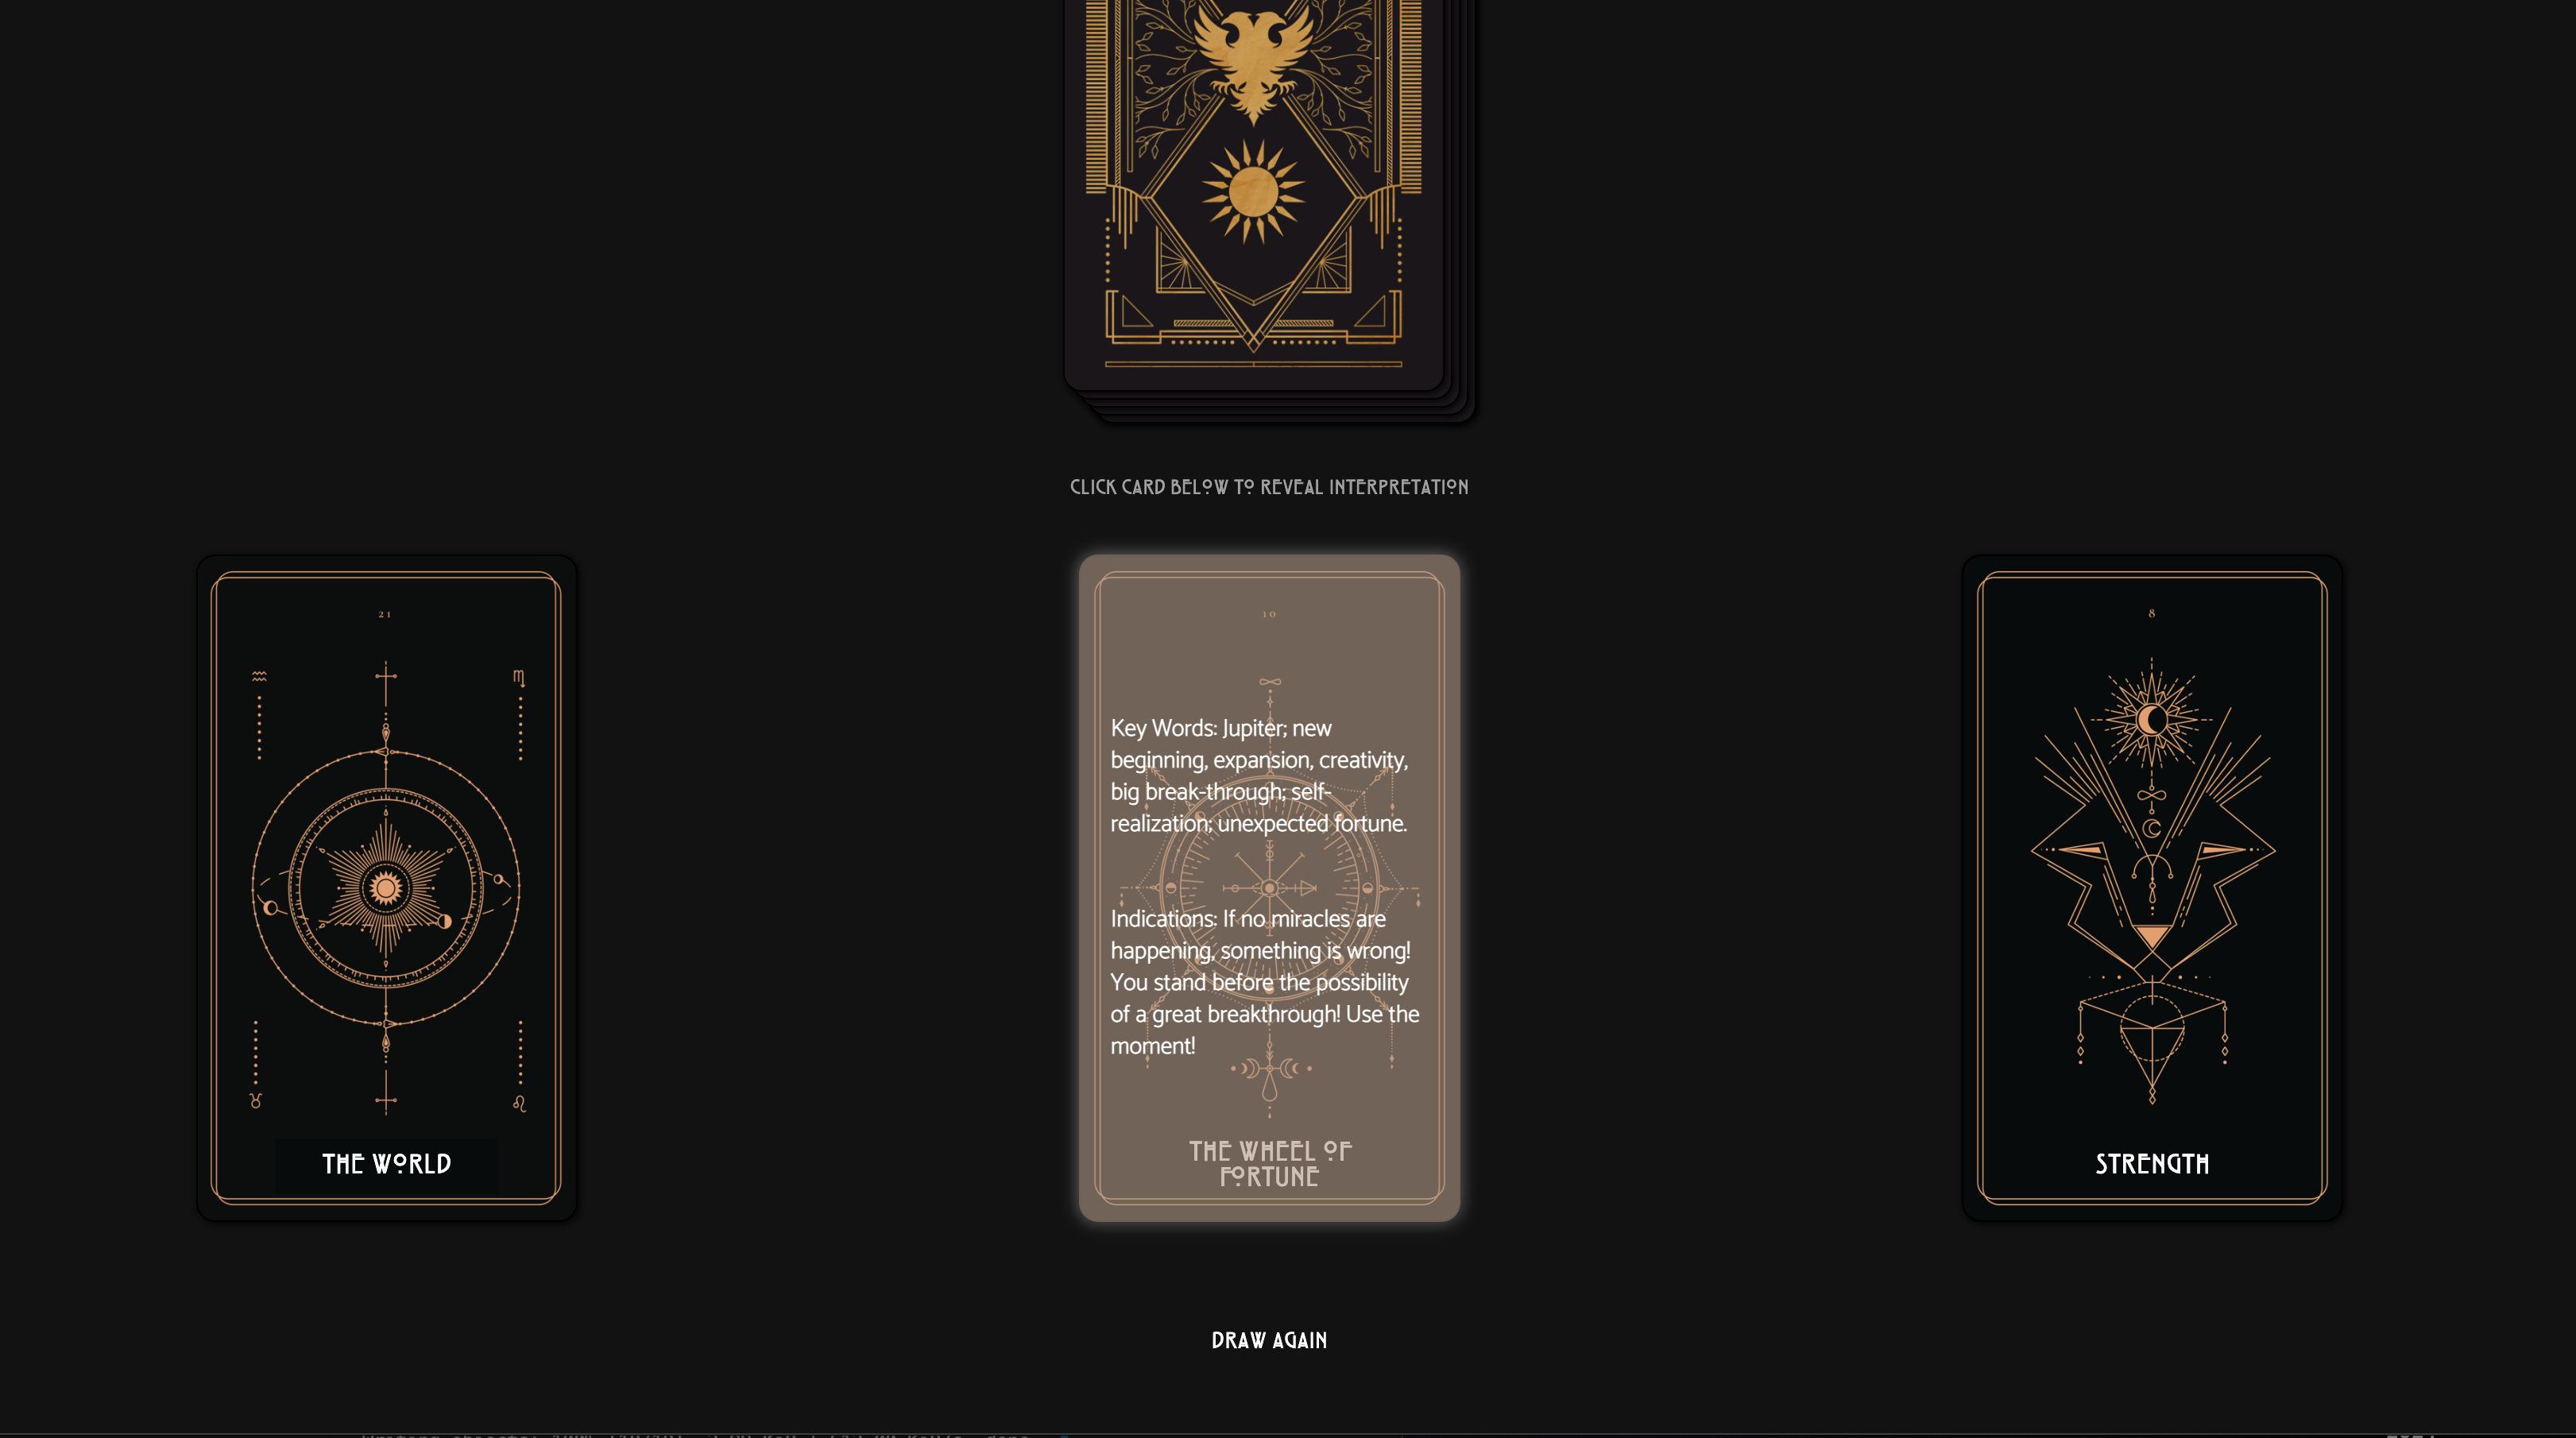 CLICK CARD BELOW TO REVEAL INTERPRETATION
21
THE WORLD
10
Key Words: Jupiter; new
beginning, expansion, creativity,
big break-through; self-
realization; unexpected fortune.
Indications: If no miracles are
happening, something is wrong!
You stand before the possibility
of a great breakthrough! Use the
moment!
THE WHEEL OF
FORTUNE
8
STRENGTH
DRAW AGAIN